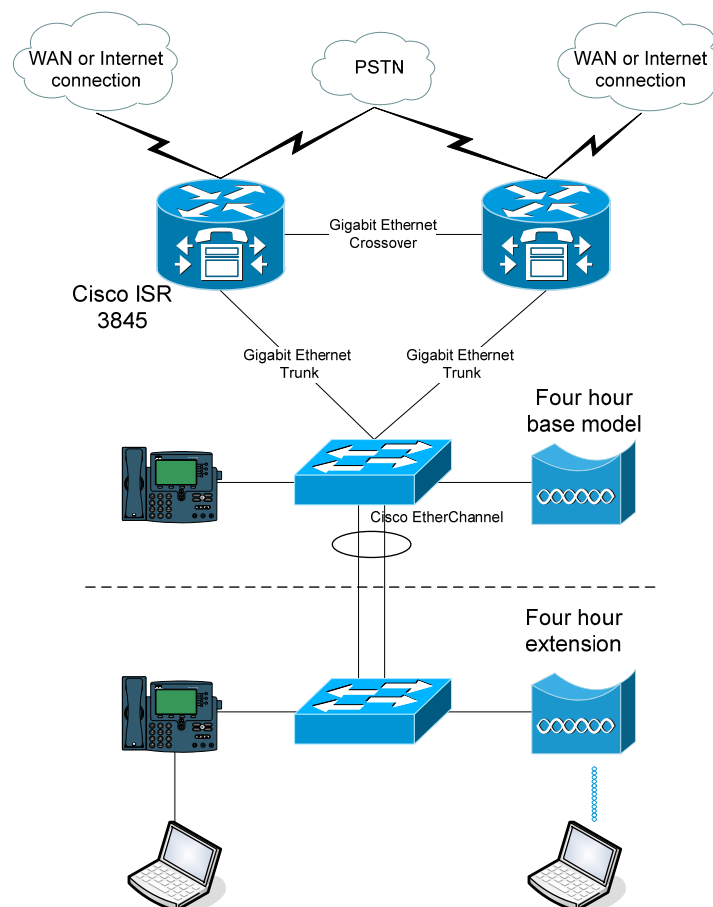 WAN or Internet
connection
PSTN
WAN or Internet
connection
Gigabit Ethernet
Crossover
Cisco ISR
3845
Gigabit Ethernet
Trunk
Gigabit Ethernet
Trunk
Four hour
base model
Cisco EtherChannel
Four hour
extension